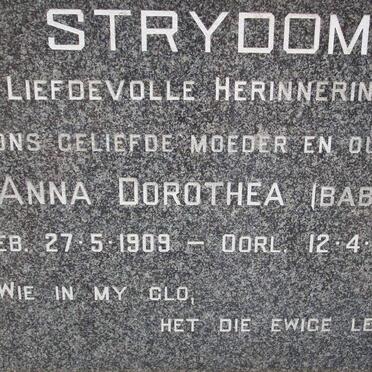 STRYDOM
LIEFDEVOLLE HERINNERIN
ONS GELIEFDE MOEDER EN OU
ANNA DOROTHEA (BAB
EB. 27·5·1909 – OORL. 12·4·
WIE IN MY GLO,
HET DIE EWIGE LE